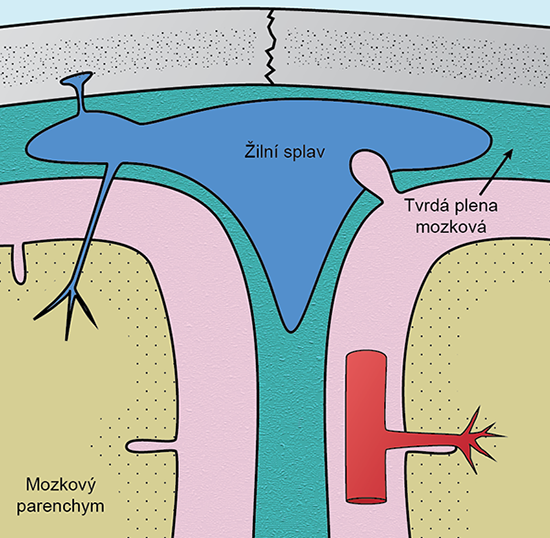 Žilní splav
Tvrdá plena
mozková
Mozkový
parenchym